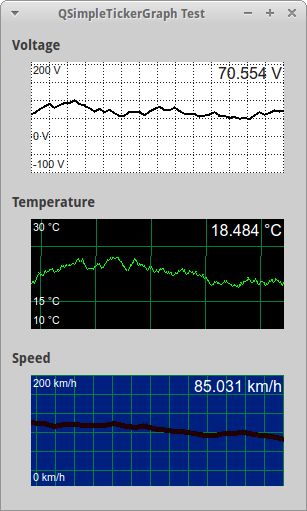 QSimpleTickerGraph Test
Voltage
200 V
70.554 V
0 V
-100 V
Temperature
30 °C
18.484 °C
15 °C
10 °C
Speed
200 km/h
85.031 km/h
0 km/h